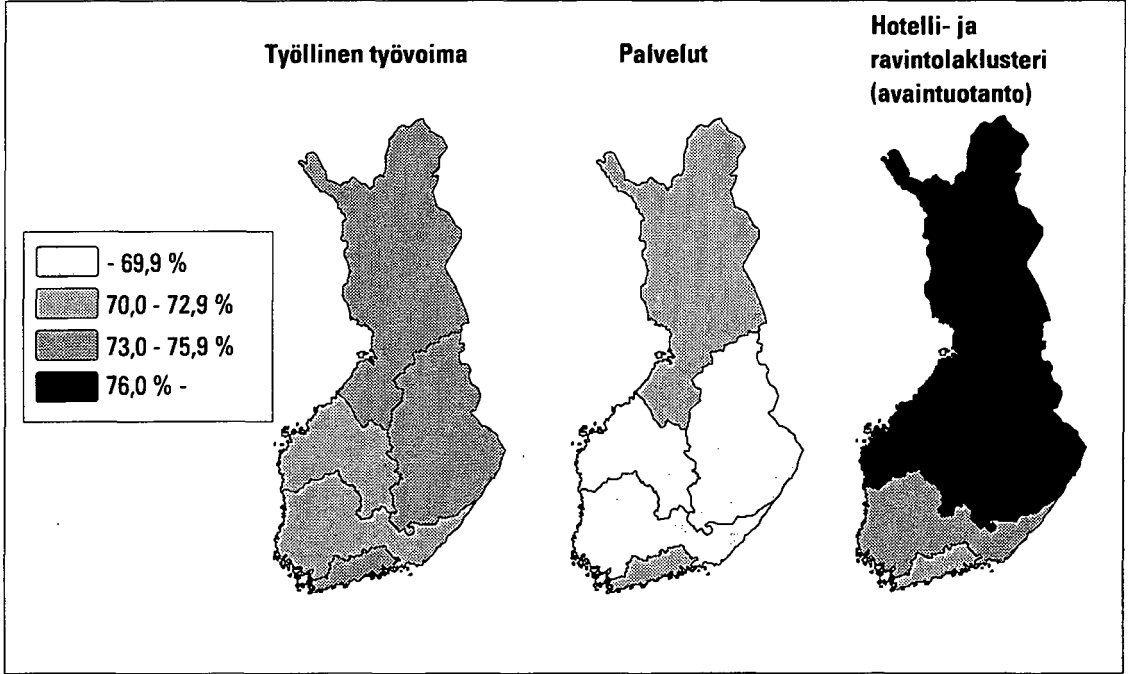 Työllinen työvoima
Palvelut
Hotelli- ja
ravintolaklusteri
(avaintuotanto)
- 69,9 %
70,0 - 72,9 %
73,0 - 75,9 %
76,0 % -